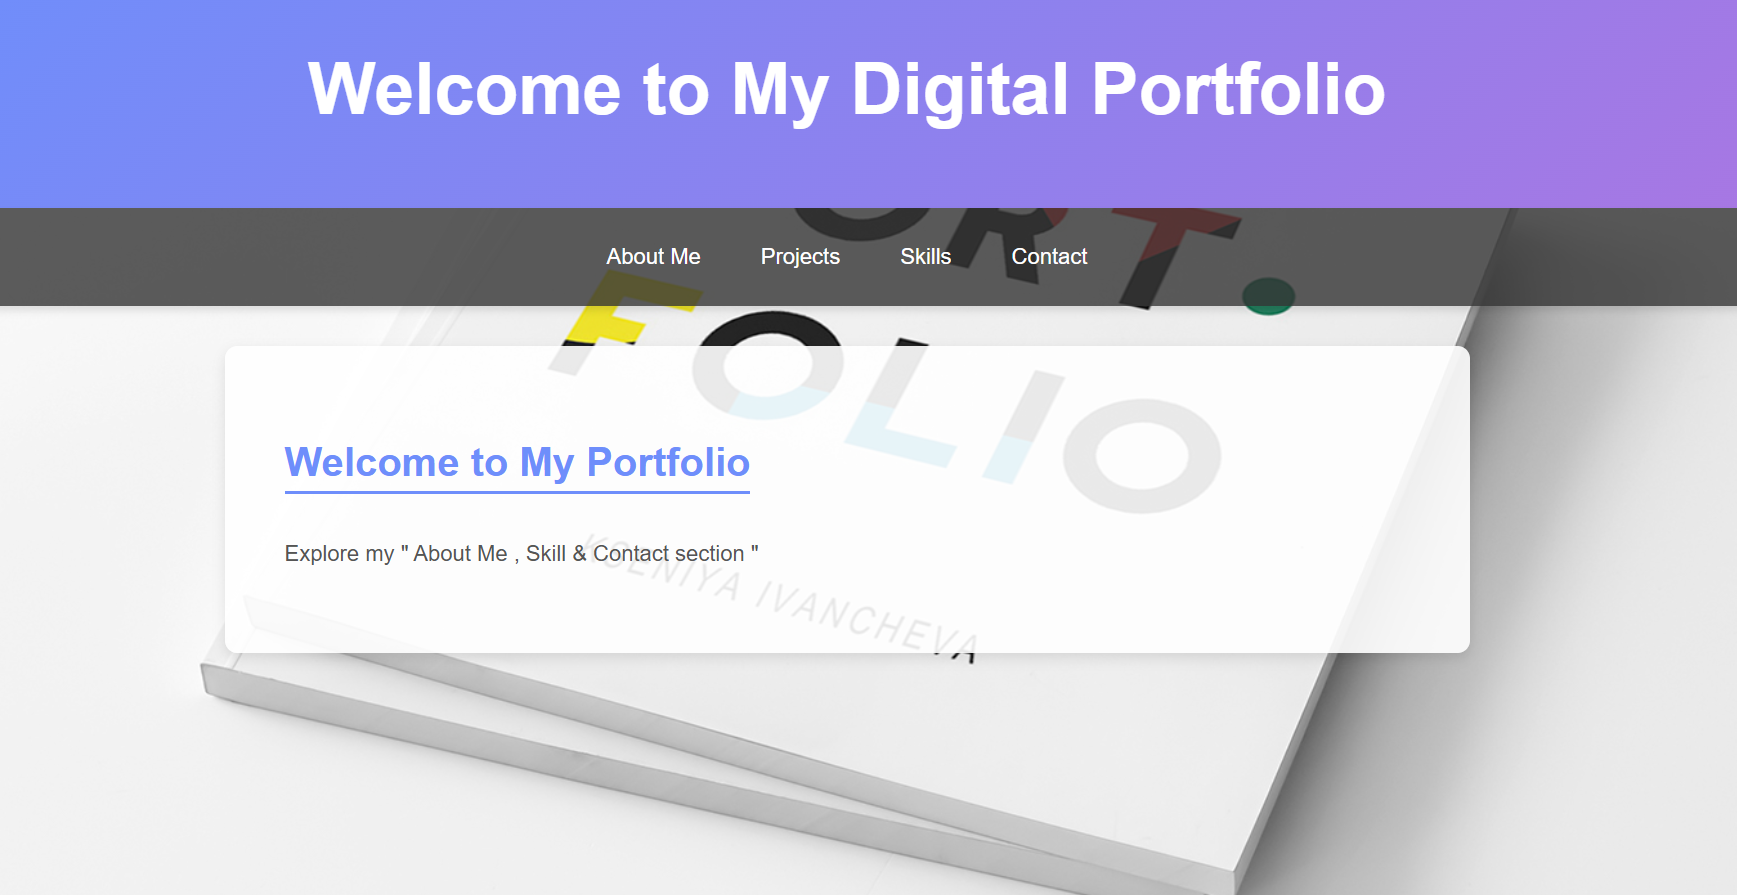 Welcome to My Digital Portfolio
About Me Projects Skills Contact
ORT.
FOLIO
Welcome to My Portfolio
Explore my " About Me , Skill & Contact section "
KSENIYA IVANCHEVA